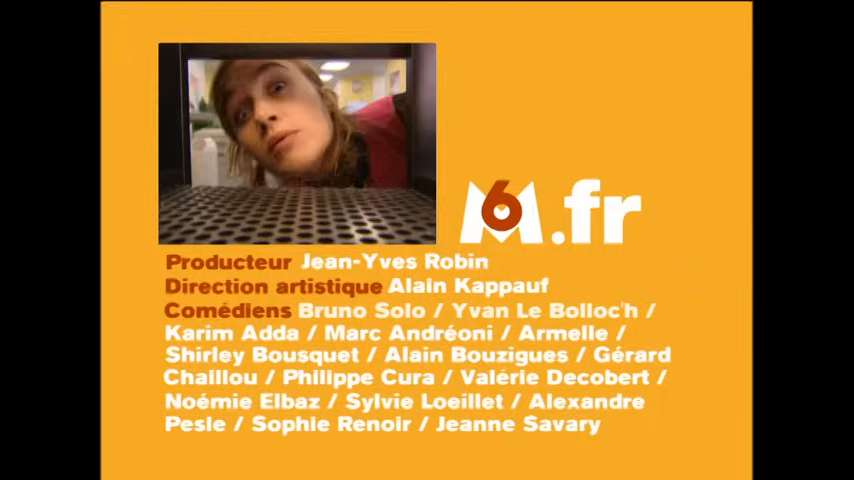 M6.fr
Producteur Jean-Yves Robin
Direction artistique Alain Kappauf
Comédiens Bruno Solo / Yvan Le Bolloc'h /
Karim Adda / Marc Andréoni / Armelle /
Shirley Bousquet / Alain Bouzigues / Gérard
Chaillou / Philippe Cura / Valérie Decobert /
Noémie Elbaz / Sylvie Loeillet / Alexandre
Pesle / Sophie Renoir / Jeanne Savary